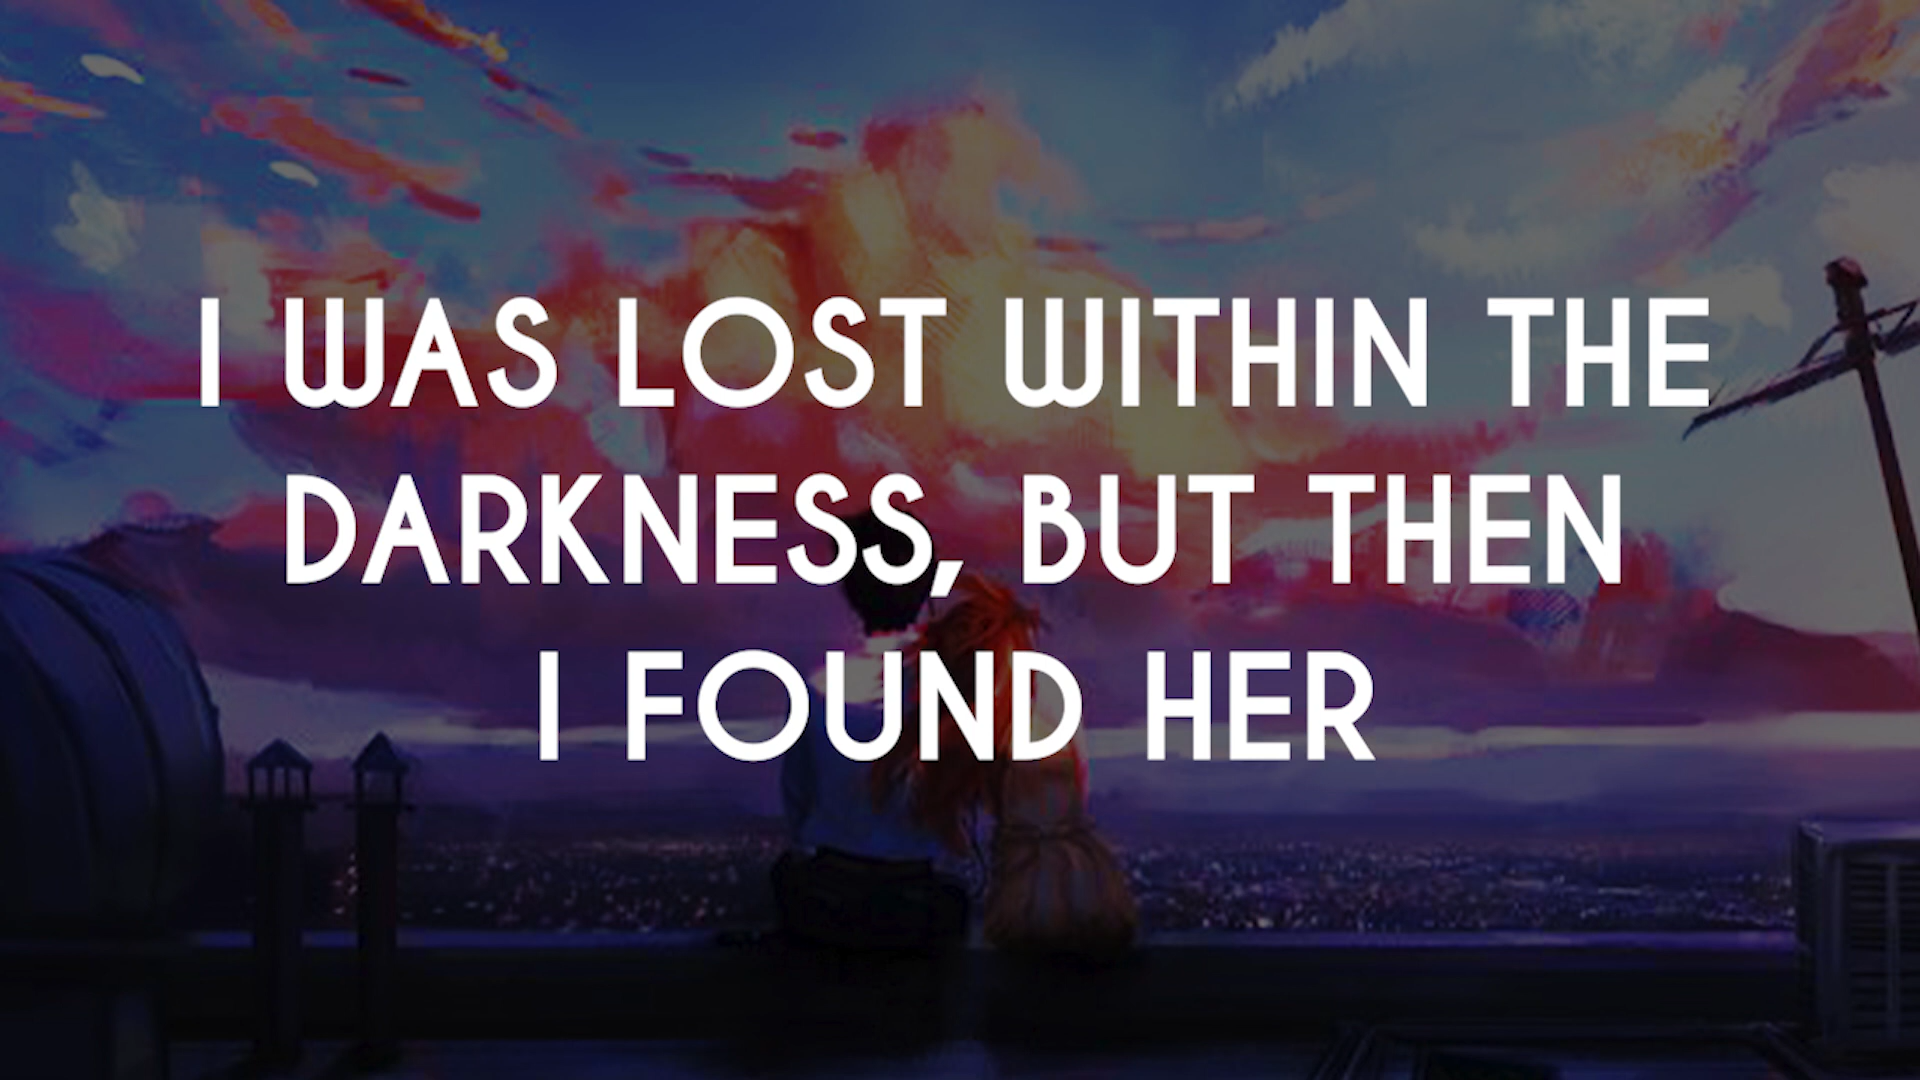 I WAS LOST WITHIN THE
DARKNESS, BUT THEN
I FOUND HER